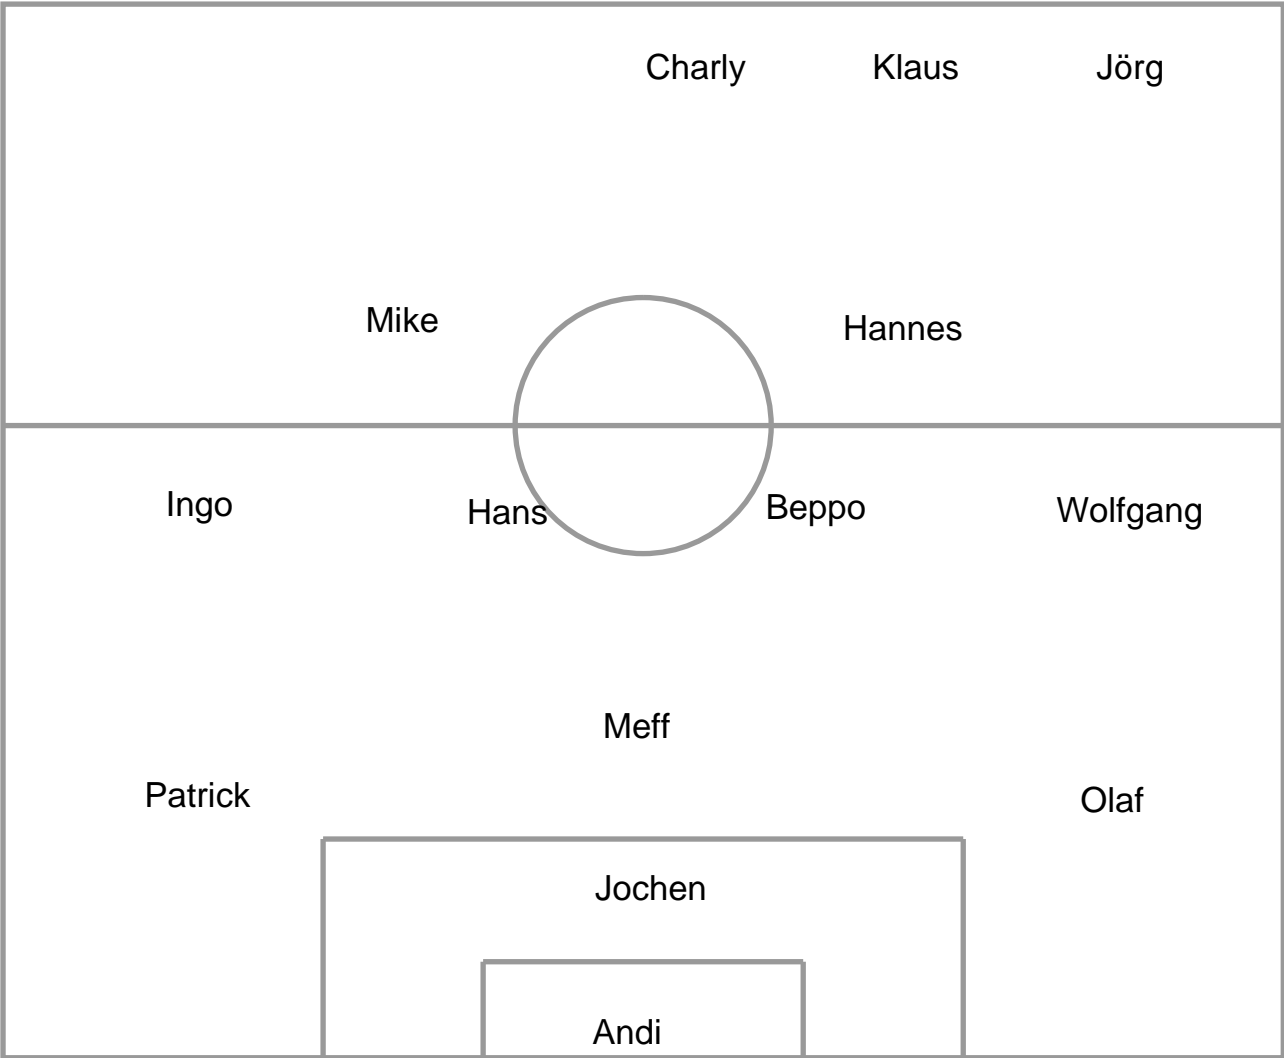 Charly Klaus Jörg
Mike Hannes
Ingo Hans Beppo Wolfgang
Meff
Patrick Olaf
Jochen
Andi